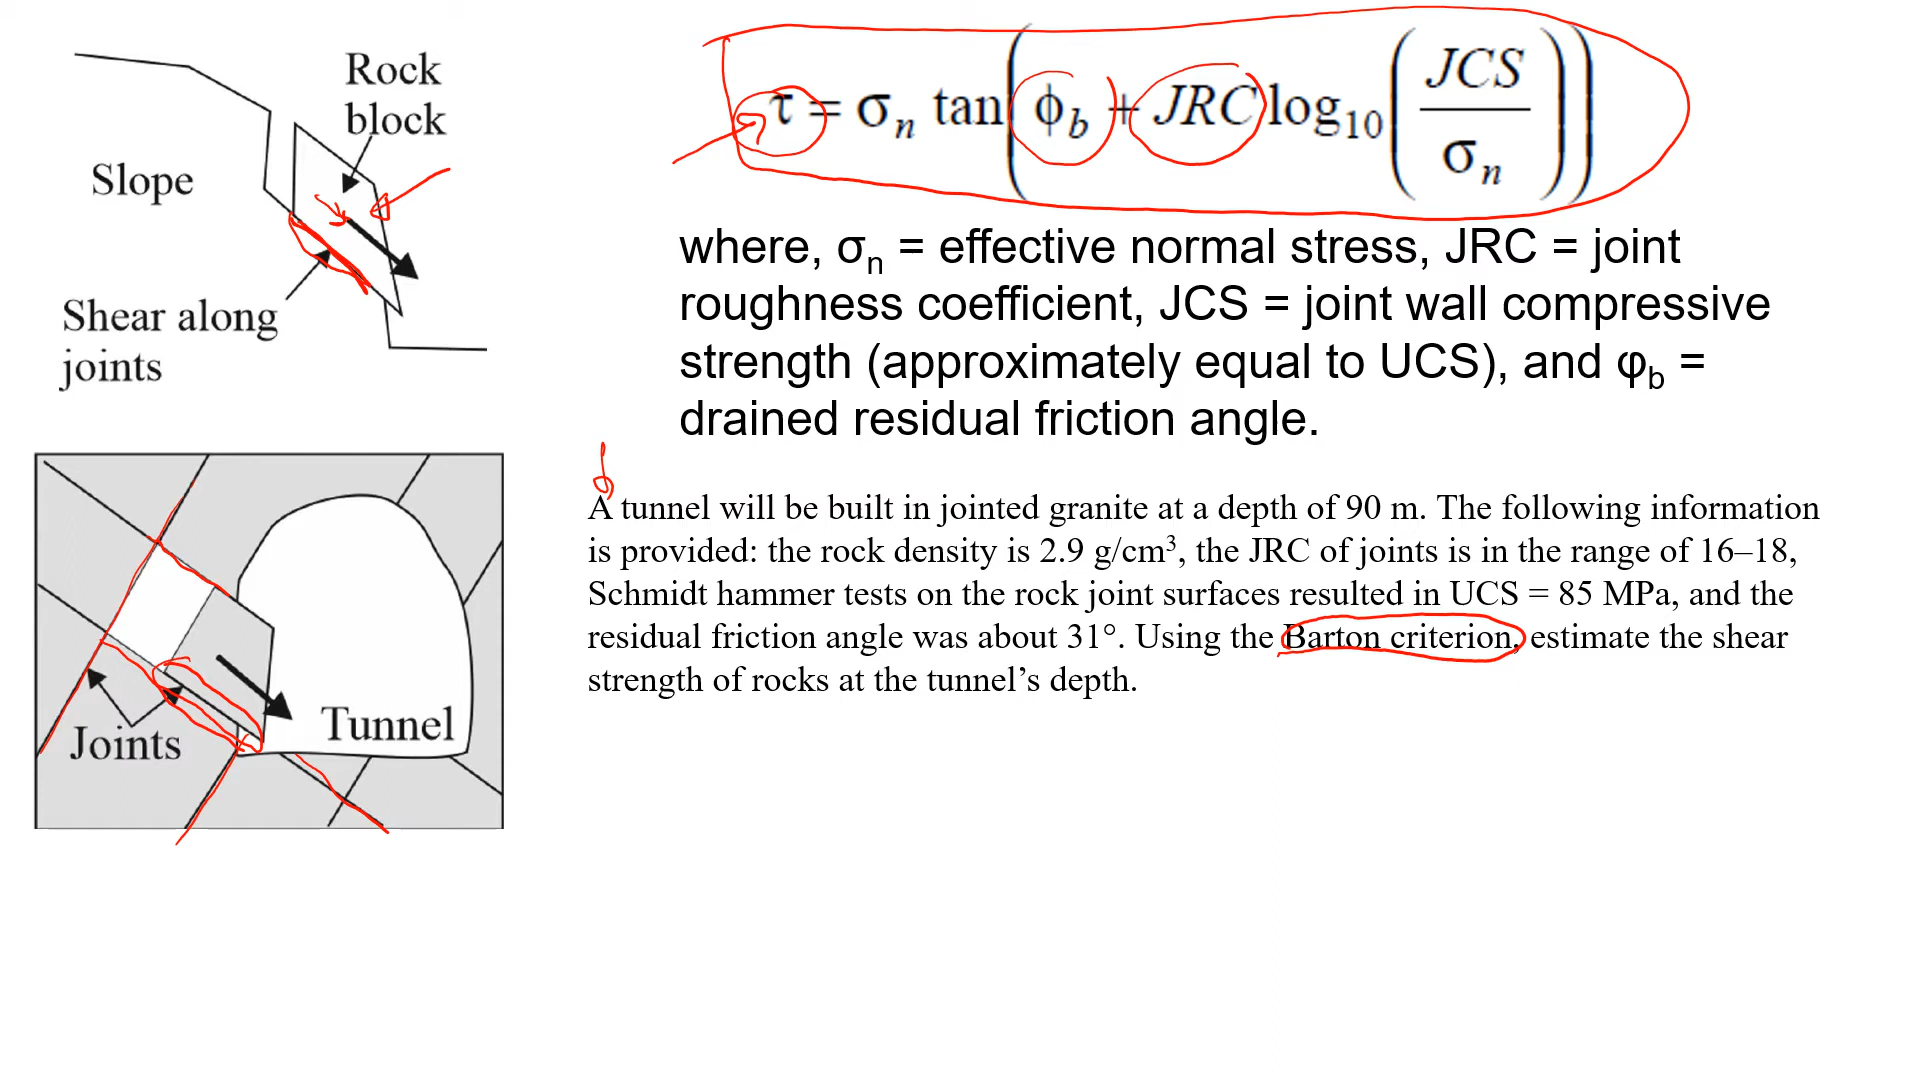 Rock
block
Slope
Shear along
joints
τ = σn tan(ϕb + JRC log10(JCS/σn))
where, σn = effective normal stress, JRC = joint
roughness coefficient, JCS = joint wall compressive
strength (approximately equal to UCS), and φb =
drained residual friction angle.
A tunnel will be built in jointed granite at a depth of 90 m. The following information
is provided: the rock density is 2.9 g/cm³, the JRC of joints is in the range of 16–18,
Schmidt hammer tests on the rock joint surfaces resulted in UCS = 85 MPa, and the
residual friction angle was about 31°. Using the Barton criterion, estimate the shear
strength of rocks at the tunnel’s depth.
Joints
Tunnel